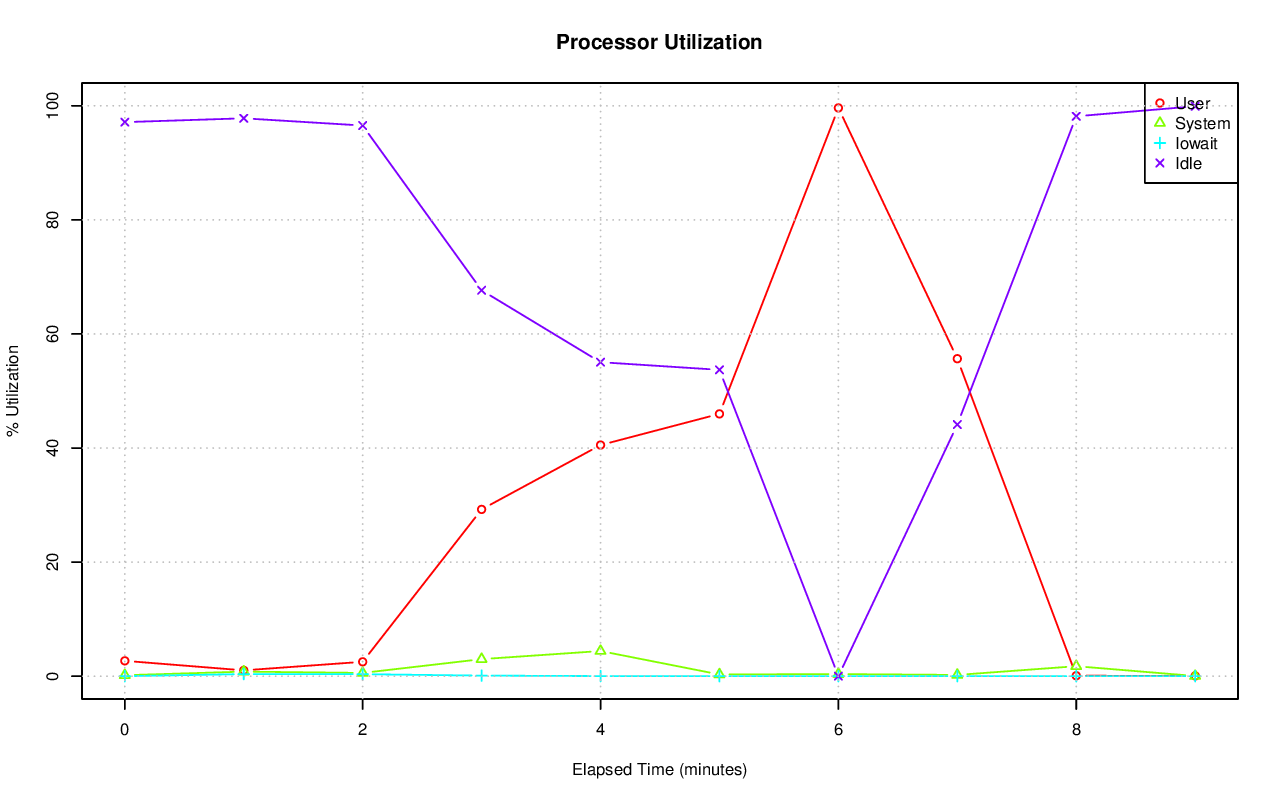 Processor Utilization
% Utilization
100
80
60
40
20
0
User
System
Iowait
Idle
0 2 4 6 8
Elapsed Time (minutes)